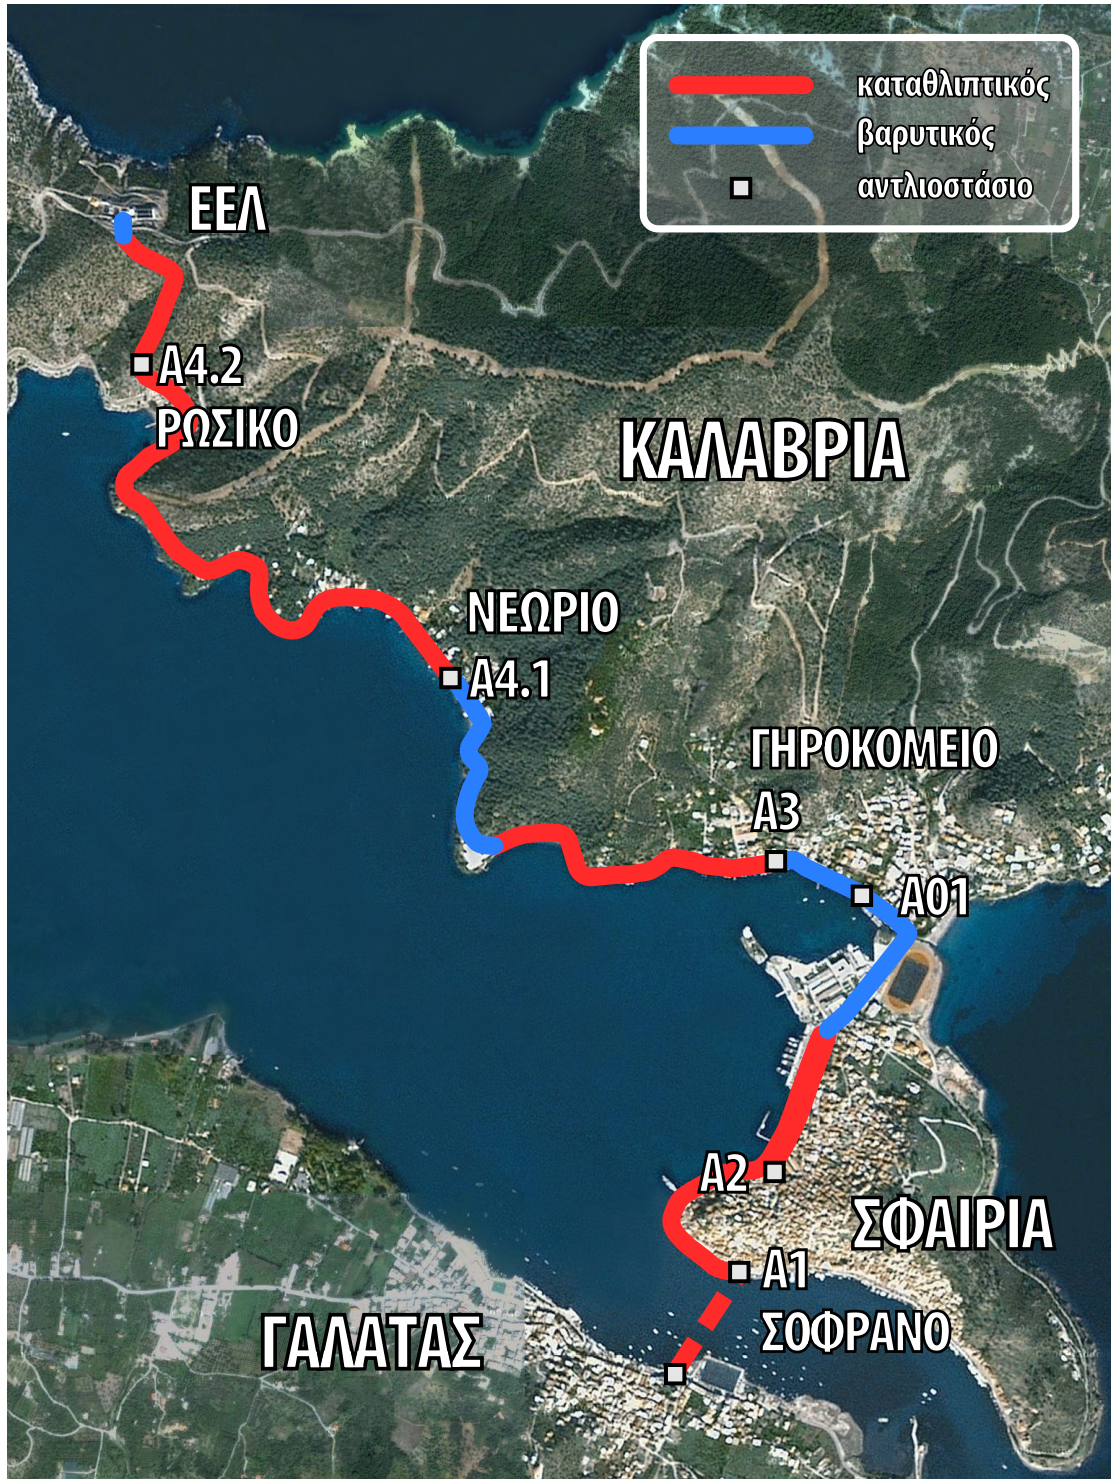 καταθλιπτικός
βαρυτικός
αντλιοστάσιο
ΕΕΛ
Α4.2
ΡΩΣΙΚΟ
ΚΑΛΑΒΡΙΑ
ΝΕΩΡΙΟ
Α4.1
ΓΗΡΟΚΟΜΕΙΟ
Α3
Α01
Α2
ΣΦΑΙΡΙΑ
Α1
ΣΟΦΡΑΝΟ
ΓΑΛΑΤΑΣ